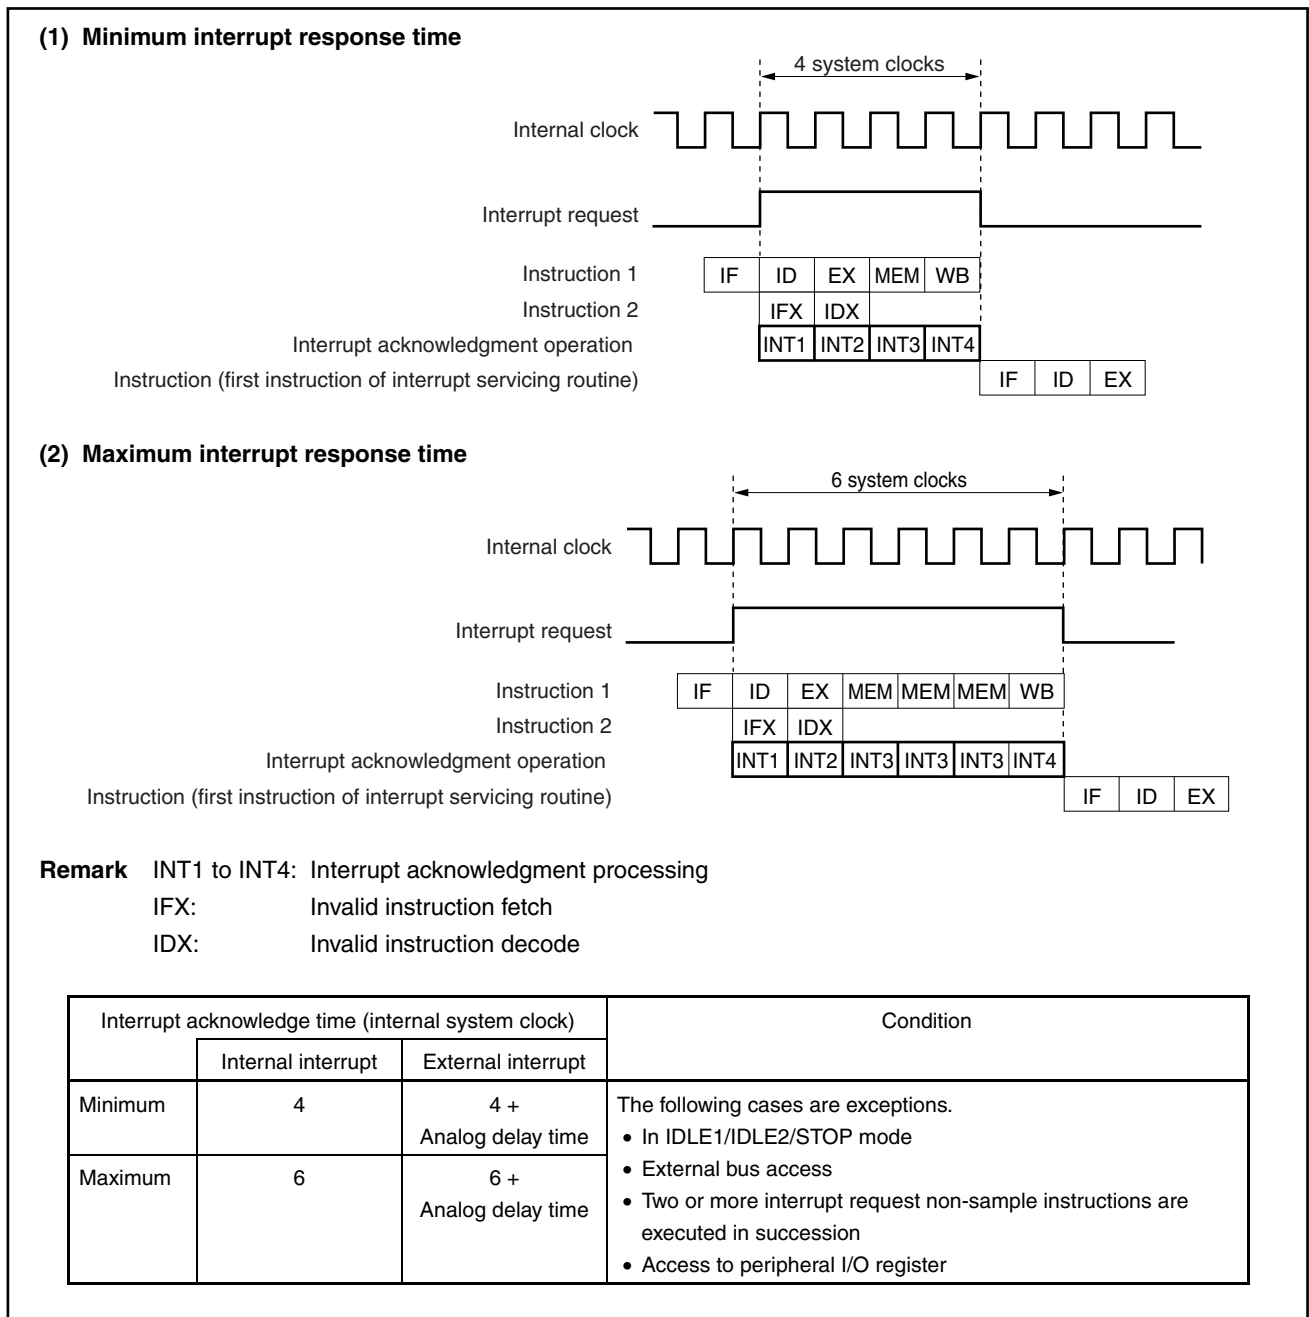 (1) Minimum interrupt response time
4 system clocks
Internal clock
Interrupt request
Instruction 1 IF ID EX MEM WB
Instruction 2 IFX IDX
Interrupt acknowledgment operation INT1 INT2 INT3 INT4
Instruction (first instruction of interrupt servicing routine) IF ID EX
(2) Maximum interrupt response time
6 system clocks
Internal clock
Interrupt request
Instruction 1 IF ID EX MEM MEM MEM WB
Instruction 2 IFX IDX
Interrupt acknowledgment operation INT1 INT2 INT3 INT3 INT3 INT4
Instruction (first instruction of interrupt servicing routine) IF ID EX
Remark INT1 to INT4: Interrupt acknowledgment processing
IFX: Invalid instruction fetch
IDX: Invalid instruction decode
Interrupt acknowledge time (internal system clock) Condition
Internal interrupt External interrupt
Minimum 4 4 + The following cases are exceptions.
Analog delay time • In IDLE1/IDLE2/STOP mode
• External bus access
Maximum 6 6 + • Two or more interrupt request non-sample instructions are
Analog delay time executed in succession
• Access to peripheral I/O register